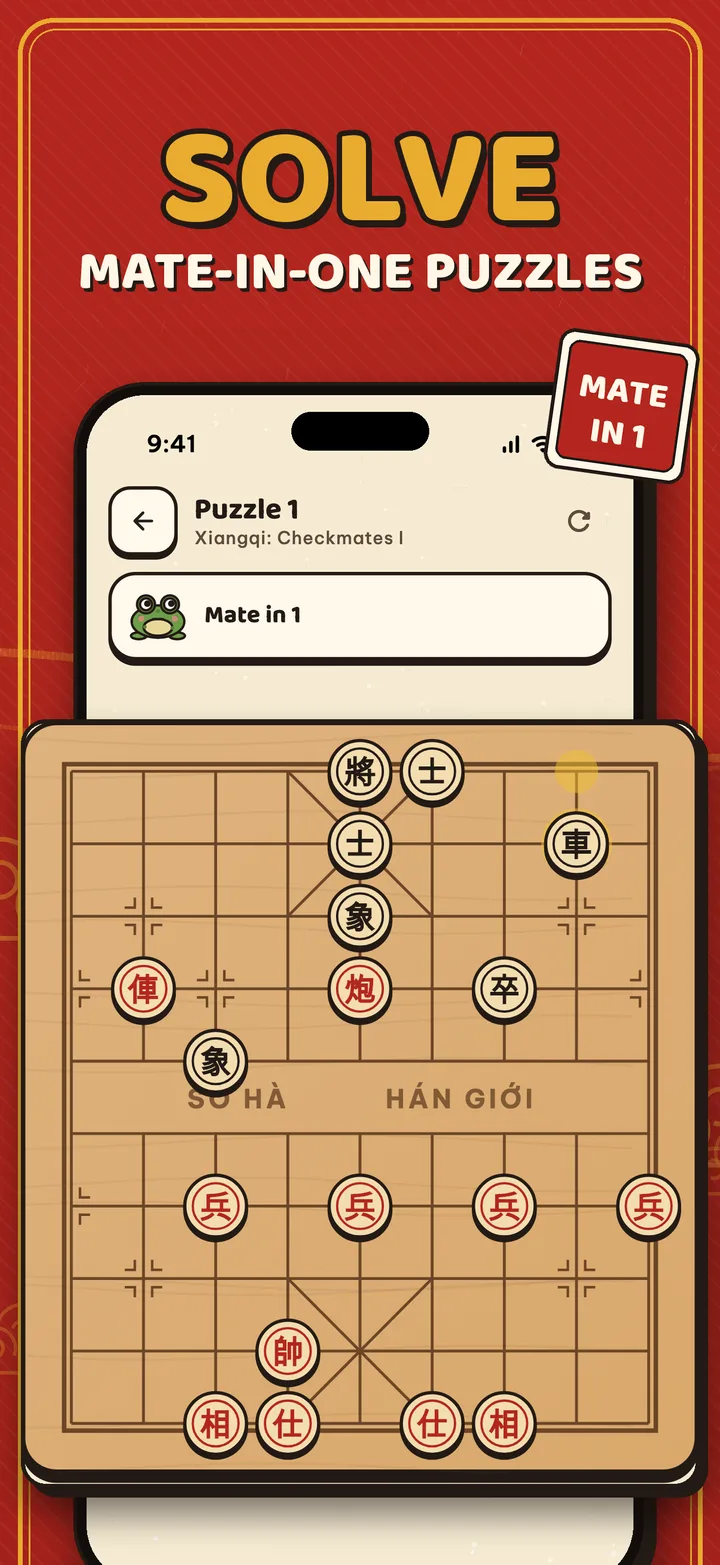 SOLVE
MATE-IN-ONE PUZZLES
MATE
IN 1
9:41
Puzzle 1
Xiangqi: Checkmates I
Mate in 1
將 士
士 車
象
俥 炮 卒
象
SỞ HÀ HÁN GIỚI
兵 兵 兵 兵
帥
相 仕 仕 相